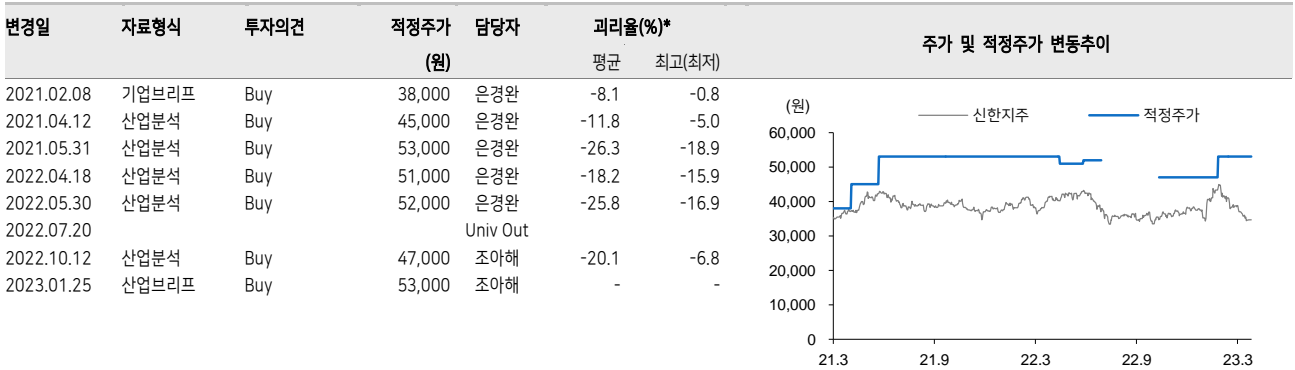 변경일 자료형식 투자의견 적정주가 담당자 괴리율(%)* 주가 및 적정주가 변동추이
(원) 평균 최고(최저)
2021.02.08 기업브리프 Buy 38,000 은경완 -8.1 -0.8
2021.04.12 산업분석 Buy 45,000 은경완 -11.8 -5.0
2021.05.31 산업분석 Buy 53,000 은경완 -26.3 -18.9
2022.04.18 산업분석 Buy 51,000 은경완 -18.2 -15.9
2022.05.30 산업분석 Buy 52,000 은경완 -25.8 -16.9
2022.07.20 Univ Out
2022.10.12 산업분석 Buy 47,000 조아해 -20.1 -6.8
2023.01.25 산업브리프 Buy 53,000 조아해 - -
(원) 신한지주 적정주가
60,000
50,000
40,000
30,000
20,000
10,000
0
21.3 21.9 22.3 22.9 23.3